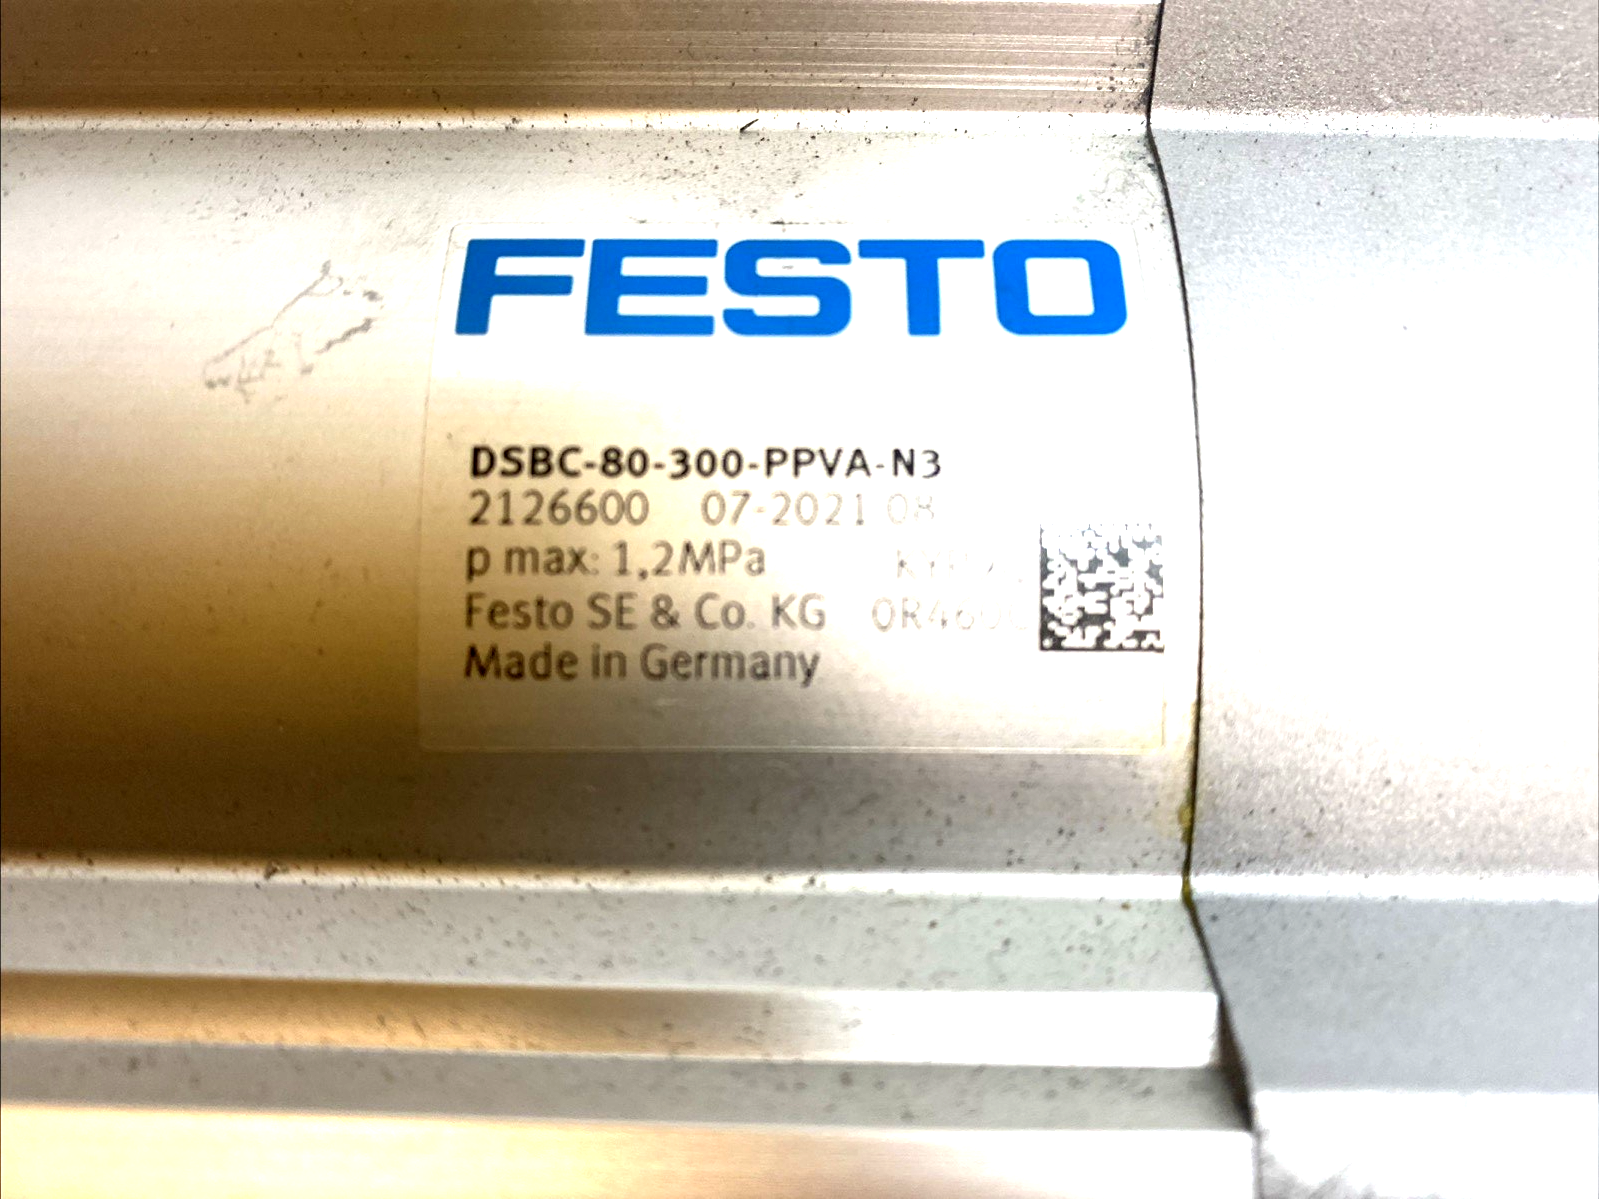 FESTO
DSBC-80-300-PPVA-N3
2126600 07-2021 08
p max: 1,2MPa
Festo SE & Co. KG
Made in Germany